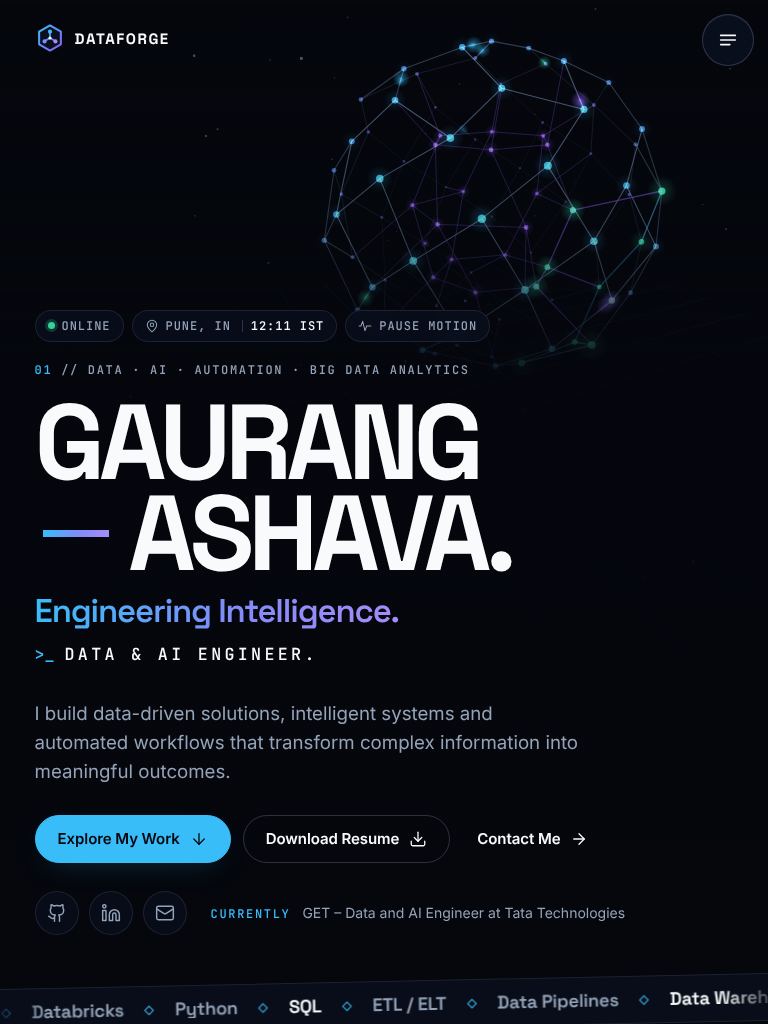 DATAFORGE
ONLINE
PUNE, IN 12:11 IST
PAUSE MOTION
01 // DATA · AI · AUTOMATION · BIG DATA ANALYTICS
GAURANG
ASHAVA.
Engineering Intelligence.
>_ DATA & AI ENGINEER.
I build data-driven solutions, intelligent systems and
automated workflows that transform complex information into
meaningful outcomes.
Explore My Work
Download Resume
Contact Me
CURRENTLY GET – Data and AI Engineer at Tata Technologies
Databricks ◇ Python ◇ SQL ◇ ETL / ELT ◇ Data Pipelines ◇ Data Wareh